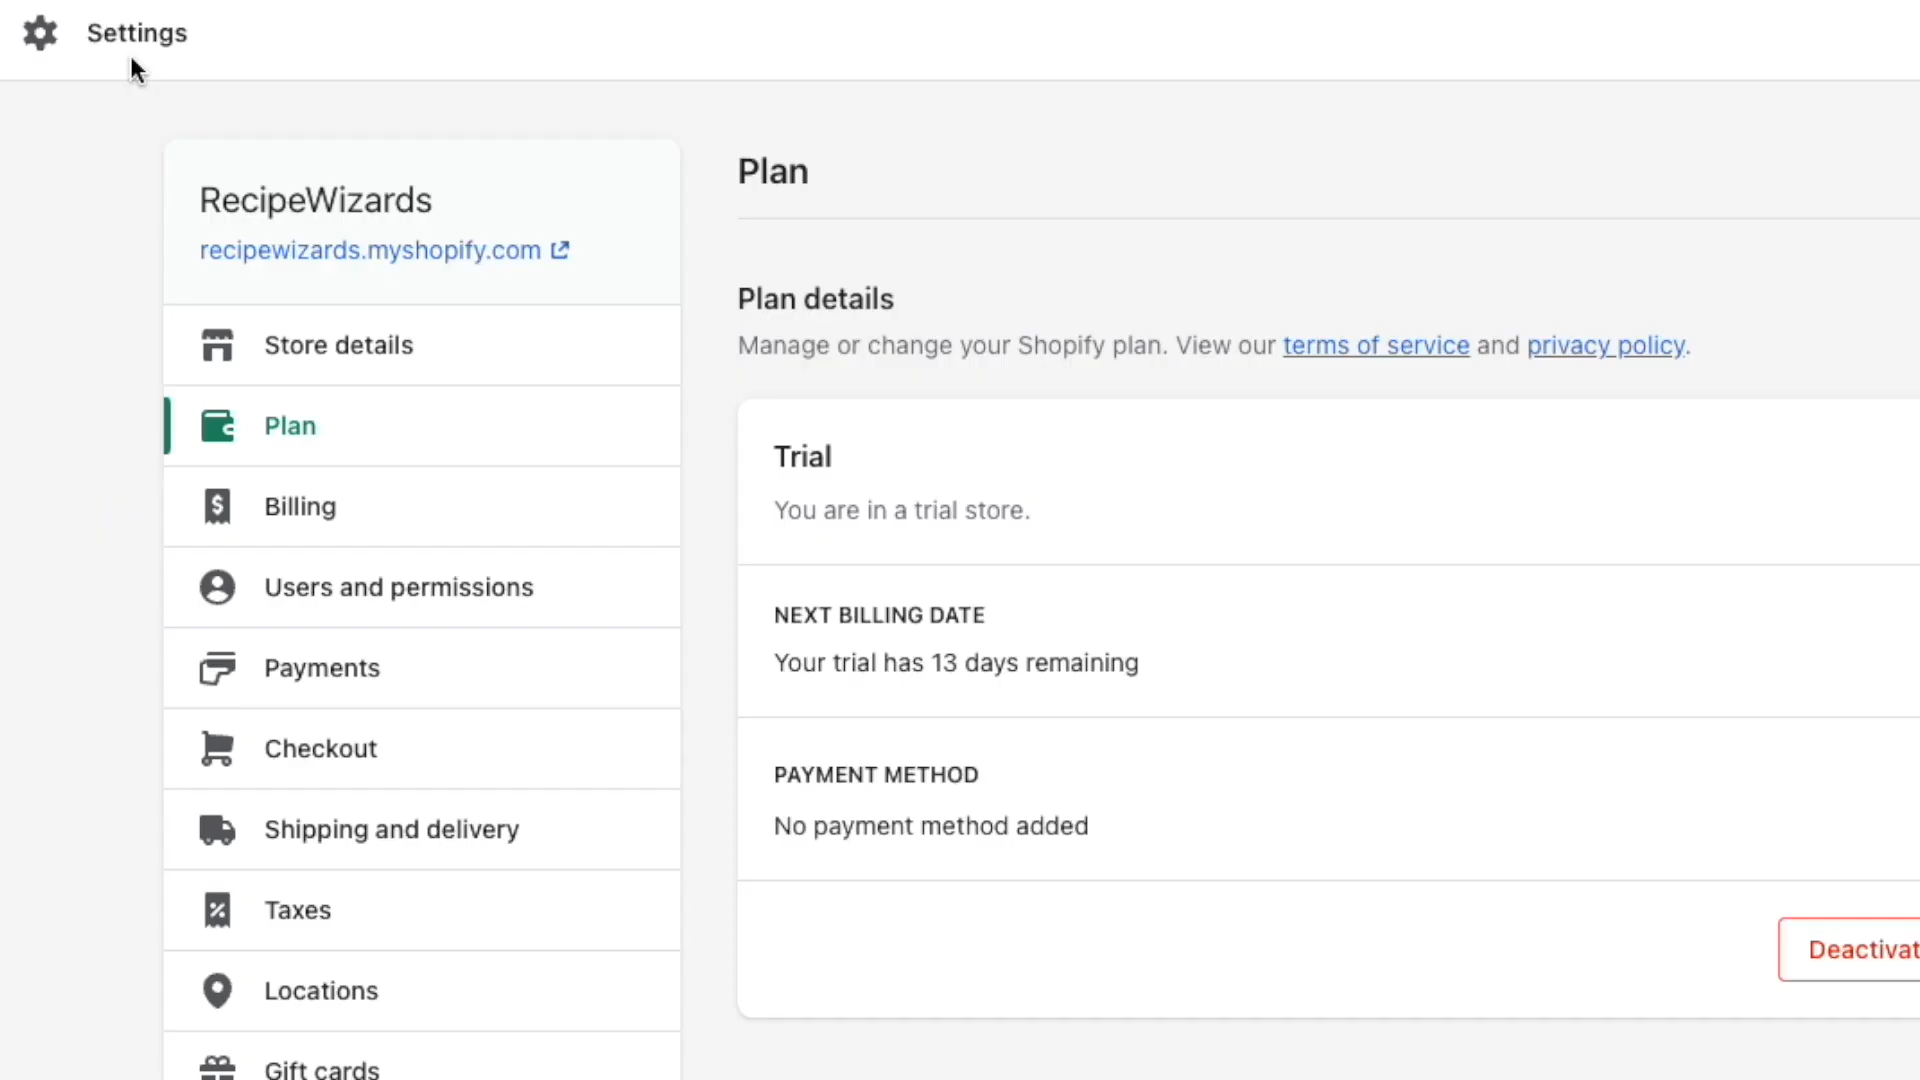 Settings
RecipeWizards
recipewizards.myshopify.com
Store details
Plan
Billing
Users and permissions
Payments
Checkout
Shipping and delivery
Taxes
Locations
Gift cards
Plan
Plan details
Manage or change your Shopify plan. View our terms of service and privacy policy.
Trial
You are in a trial store.
NEXT BILLING DATE
Your trial has 13 days remaining
PAYMENT METHOD
No payment method added
Deactivat